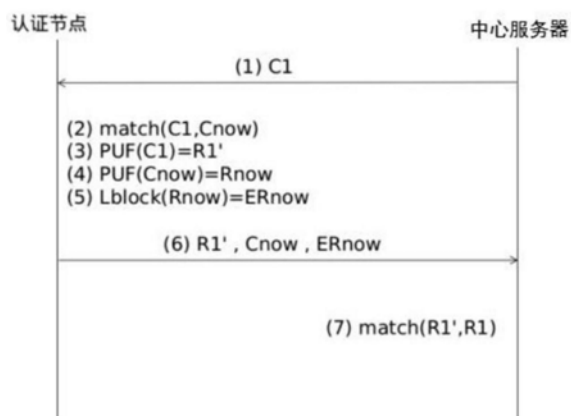 认证节点
中心服务器
(1) C1
(2) match(C1,Cnow)
(3) PUF(C1)=R1'
(4) PUF(Cnow)=Rnow
(5) Lblock(Rnow)=ERnow
(6) R1' , Cnow , ERnow
(7) match(R1',R1)